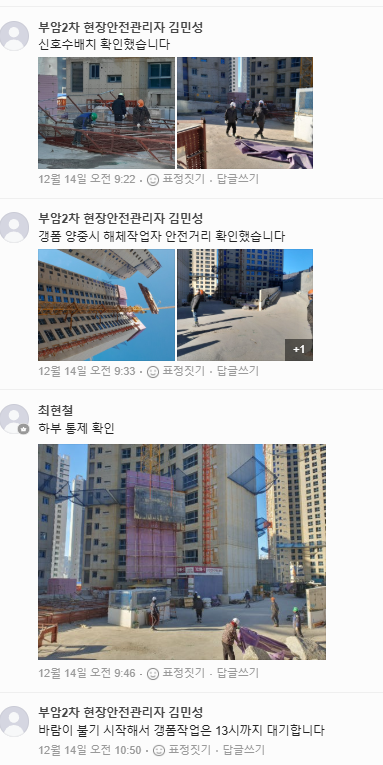 부암2차 현장안전관리자 김민성
신호수배치 확인했습니다
12월 14일 오전 9:22 · 표정짓기 · 답글쓰기
부암2차 현장안전관리자 김민성
갱폼 양중시 해체작업자 안전거리 확인했습니다
+1
12월 14일 오전 9:33 · 표정짓기 · 답글쓰기
최현철
하부 통제 확인
12월 14일 오전 9:46 · 표정짓기 · 답글쓰기
부암2차 현장안전관리자 김민성
바람이 불기 시작해서 갱폼작업은 13시까지 대기합니다
12월 14일 오전 10:50 · 표정짓기 · 답글쓰기